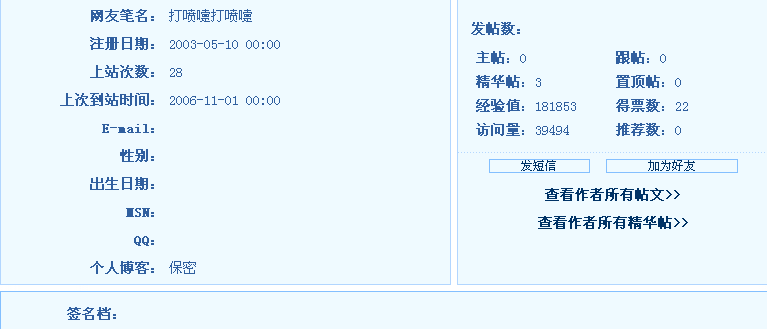 网友笔名： 打喷嚏打喷嚏
注册日期： 2003-05-10 00:00
上站次数： 28
上次到站时间： 2006-11-01 00:00
E-mail：
性别：
出生日期：
MSN：
QQ：
个人博客： 保密
发帖数：
主帖：0 跟帖：0
精华帖：3 置顶帖：0
经验值：181853 得票数：22
访问量：39494 推荐数：0
发短信 加为好友
查看作者所有帖文>>
查看作者所有精华帖>>
签名档：